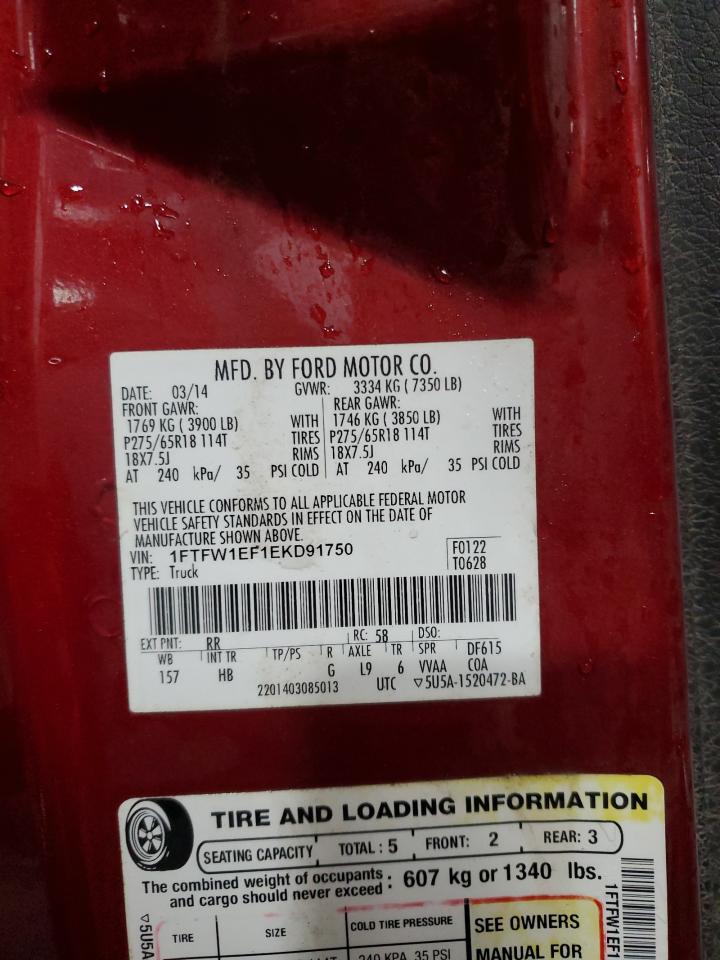 MFD. BY FORD MOTOR CO.
DATE: 03/14 GVWR: 3334 KG ( 7350 LB)
FRONT GAWR: REAR GAWR:
1769 KG ( 3900 LB) WITH 1746 KG ( 3850 LB) WITH
P275/65R18 114T TIRES P275/65R18 114T TIRES
18X7.5J RIMS 18X7.5J RIMS
AT 240 kPa/ 35 PSI COLD AT 240 kPa/ 35 PSI COLD
THIS VEHICLE CONFORMS TO ALL APPLICABLE FEDERAL MOTOR
VEHICLE SAFETY STANDARDS IN EFFECT ON THE DATE OF
MANUFACTURE SHOWN ABOVE.
VIN: 1FTFW1EF1EKD91750 F0122
TYPE: Truck T0628
EXT PNT: RR RC: 58 DSO:
WB INT TR TP/PS R AXLE TR SPR DF615
157 HB G L9 6 VVAA COA
2201403085013 UTC ▽5U5A-1520472-BA
TIRE AND LOADING INFORMATION
SEATING CAPACITY TOTAL : 5 FRONT: 2 REAR: 3
The combined weight of occupants : 607 kg or 1340 lbs.
and cargo should never exceed
TIRE SIZE COLD TIRE PRESSURE SEE OWNERS
240 KPA, 35 PSI MANUAL FOR
▽5U5A
1FTFW1EF1